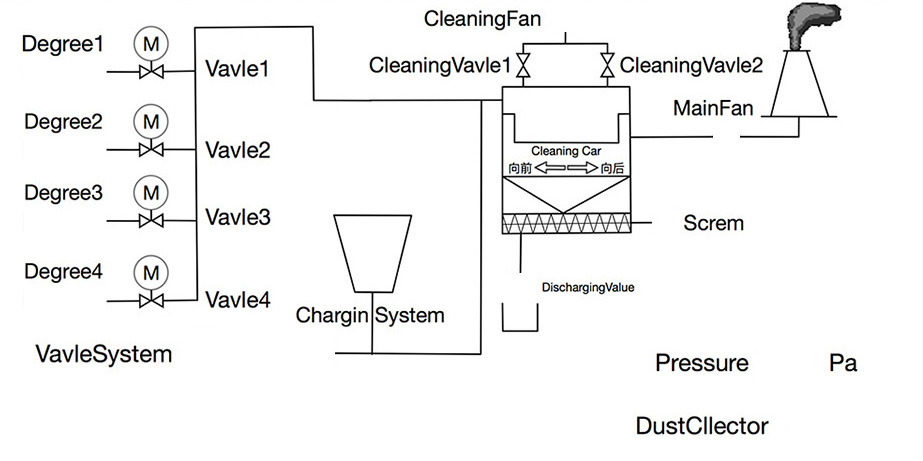 CleaningFan
Degree1
M
Vavle1
CleaningVavle1
CleaningVavle2
MainFan
Degree2
M
Vavle2
Cleaning Car
向前
向后
Degree3
M
Vavle3
Screm
Degree4
M
Vavle4
DischargingValue
Chargin System
VavleSystem
Pressure
Pa
DustCllector